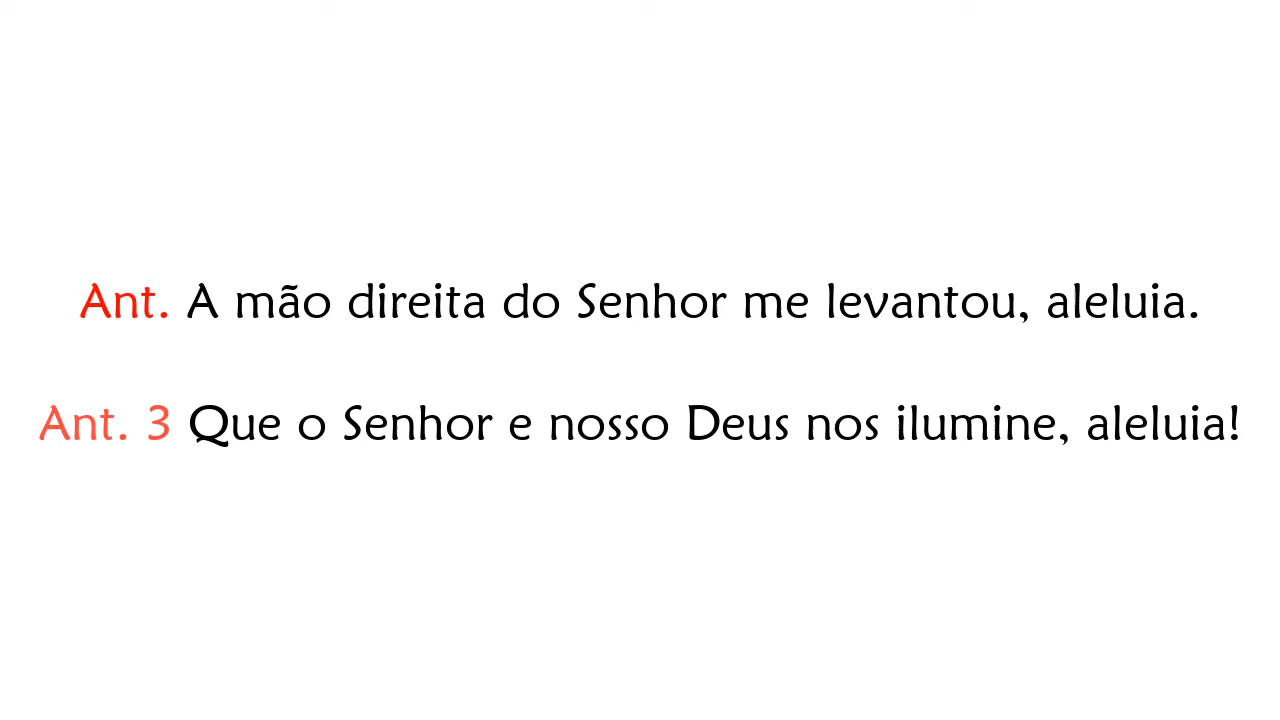 Ant. A mão direita do Senhor me levantou, aleluia.
Ant. 3 Que o Senhor e nosso Deus nos ilumine, aleluia!